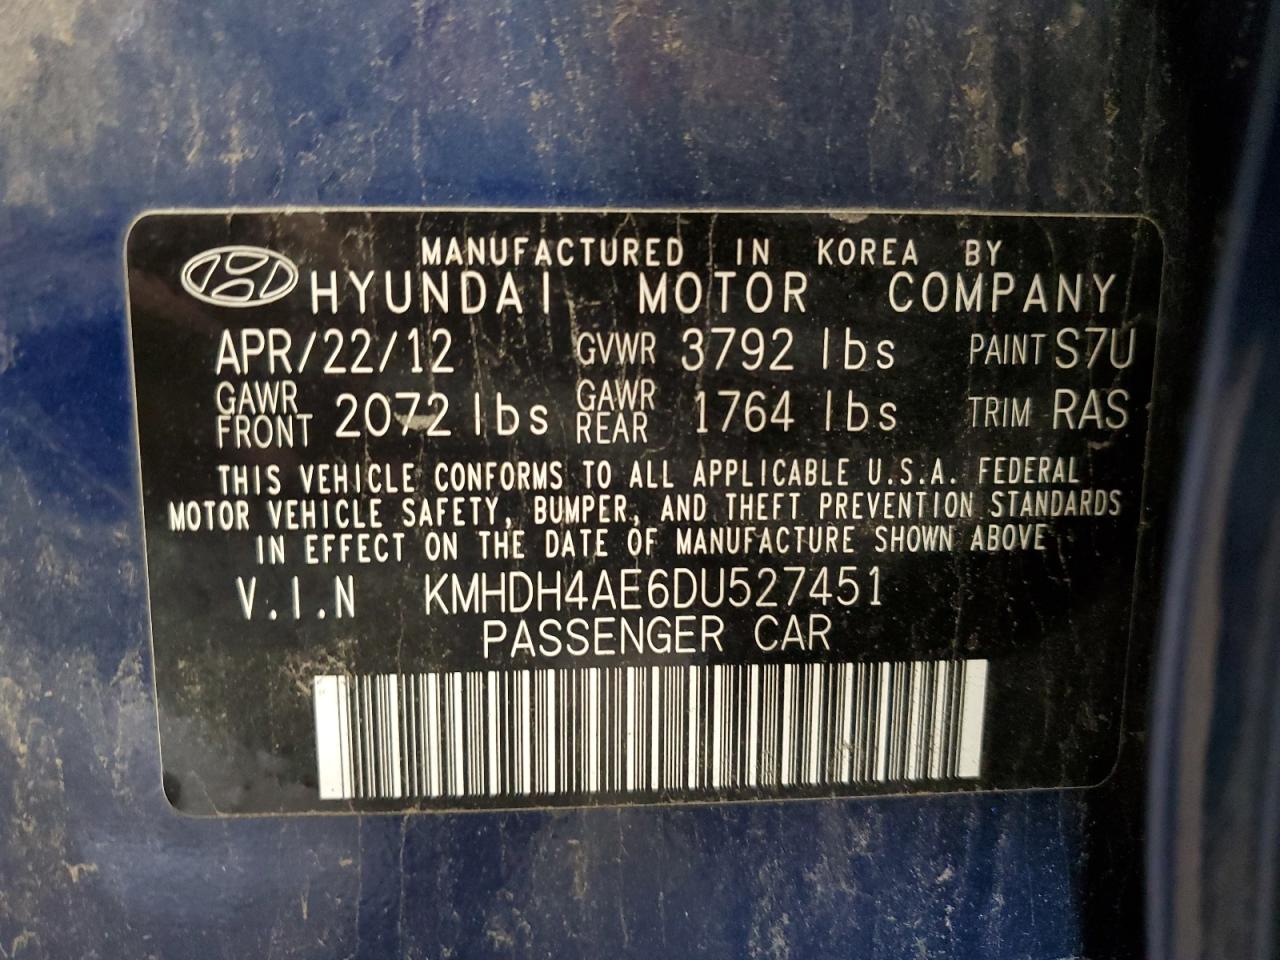 MANUFACTURED IN KOREA BY
HYUNDAI MOTOR COMPANY
APR/22/12 GVWR 3792 lbs PAINT S7U
GAWR FRONT 2072 lbs GAWR REAR 1764 lbs TRIM RAS
THIS VEHICLE CONFORMS TO ALL APPLICABLE U.S.A. FEDERAL
MOTOR VEHICLE SAFETY, BUMPER, AND THEFT PREVENTION STANDARDS
IN EFFECT ON THE DATE OF MANUFACTURE SHOWN ABOVE
V.I.N KMHDH4AE6DU527451
PASSENGER CAR